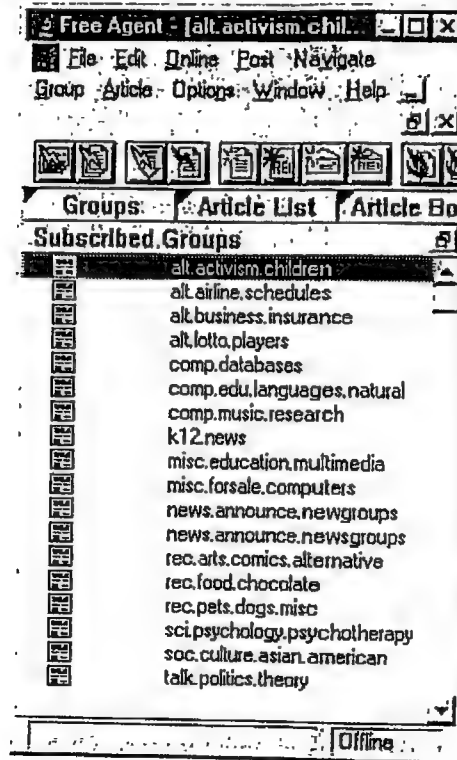 Free Agent - [alt.activism.chil...
File Edit Online Post Navigate
Group Article Options Window Help
Groups Article List Article Bo
Subscribed Groups
alt.activism.children
alt.airline.schedules
alt.business.insurance
alt.lotto.players
comp.databases
comp.edu.languages.natural
comp.music.research
k12.news
misc.education.multimedia
misc.forsale.computers
news.announce.newgroups
news.announce.newsgroups
rec.arts.comics.alternative
rec.food.chocolate
rec.pets.dogs.misc
sci.psychology.psychotherapy
soc.culture.asian.american
talk.politics.theory
Offline